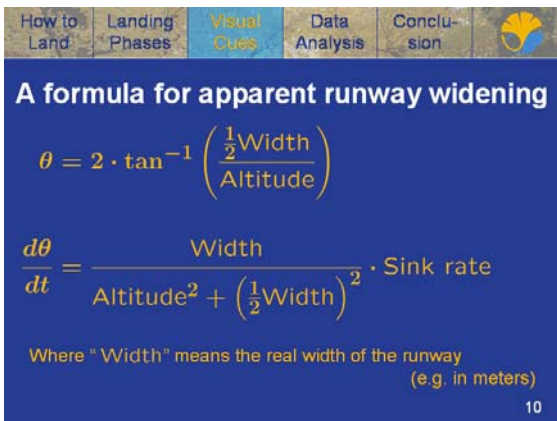 How to Land
Landing Phases
Visual Cues
Data Analysis
Conclu-sion
A formula for apparent runway widening
θ = 2 · tan⁻¹ (½Width / Altitude)
dθ/dt = Width / (Altitude² + (½Width)²) · Sink rate
Where “Width” means the real width of the runway
(e.g. in meters)
10